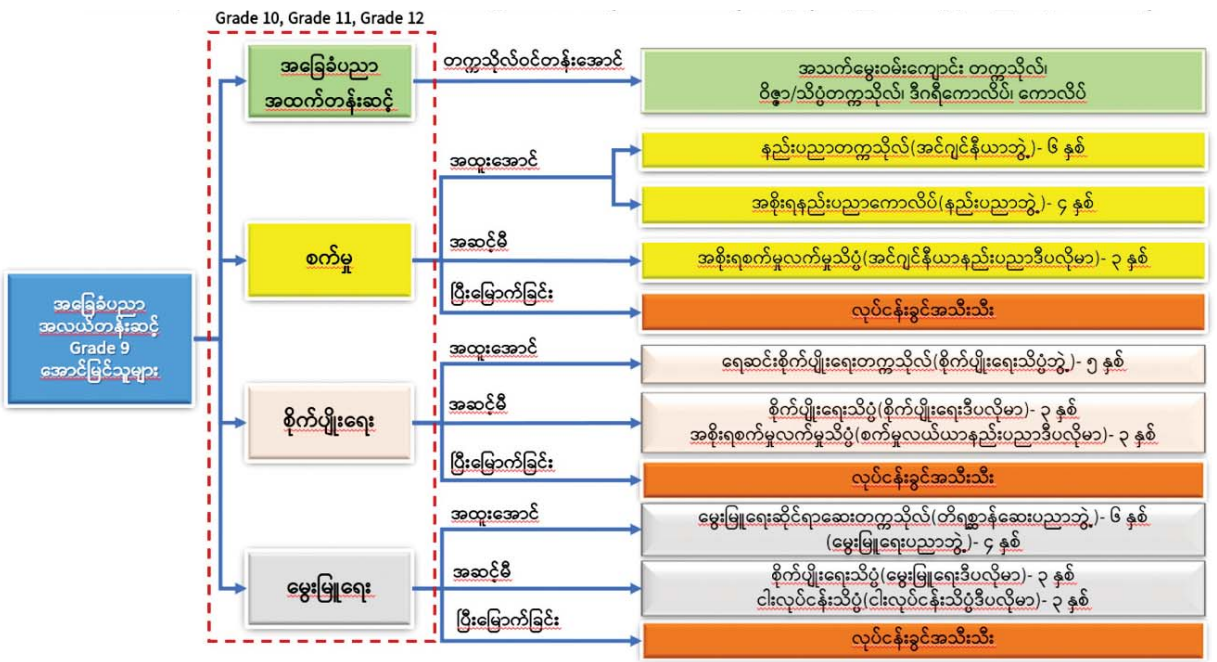 Grade 10, Grade 11, Grade 12
အခြေခံပညာ
အလယ်တန်းဆင့်
Grade 9
အောင်မြင်သူများ
အခြေခံပညာ
အထက်တန်းဆင့်
တက္ကသိုလ်ဝင်တန်းအောင်
အသက်မွေးဝမ်းကျောင်း တက္ကသိုလ်၊
ဝိဇ္ဇာ/သိပ္ပံတက္ကသိုလ်၊ ဒီဂရီကောလိပ်၊ ကောလိပ်
စက်မှု
အထူးအောင်
နည်းပညာတက္ကသိုလ်(အင်ဂျင်နီယာဘွဲ့)- ၆ နှစ်
အစိုးရနည်းပညာကောလိပ်(နည်းပညာဘွဲ့)- ၄ နှစ်
အဆင့်မီ
အစိုးရစက်မှုလက်မှုသိပ္ပံ(အင်ဂျင်နီယာနည်းပညာဒီပလိုမာ)- ၃ နှစ်
ပြီးမြောက်ခြင်း
လုပ်ငန်းခွင်အသီးသီး
စိုက်ပျိုးရေး
အထူးအောင်
ရေဆင်းစိုက်ပျိုးရေးတက္ကသိုလ်(စိုက်ပျိုးရေးသိပ္ပံဘွဲ့)- ၅ နှစ်
အဆင့်မီ
စိုက်ပျိုးရေးသိပ္ပံ(စိုက်ပျိုးရေးဒီပလိုမာ)- ၃ နှစ်
အစိုးရစက်မှုလက်မှုသိပ္ပံ(စက်မှုလယ်ယာနည်းပညာဒီပလိုမာ)- ၃ နှစ်
ပြီးမြောက်ခြင်း
လုပ်ငန်းခွင်အသီးသီး
မွေးမြူရေး
အထူးအောင်
မွေးမြူရေးဆိုင်ရာဆေးတက္ကသိုလ်(တိရစ္ဆာန်ဆေးပညာဘွဲ့)- ၆ နှစ်
(မွေးမြူရေးပညာဘွဲ့)- ၄ နှစ်
အဆင့်မီ
စိုက်ပျိုးရေးသိပ္ပံ(မွေးမြူရေးဒီပလိုမာ)- ၃ နှစ်
ငါးလုပ်ငန်းသိပ္ပံ(ငါးလုပ်ငန်းသိပ္ပံဒီပလိုမာ)- ၃ နှစ်
ပြီးမြောက်ခြင်း
လုပ်ငန်းခွင်အသီးသီး